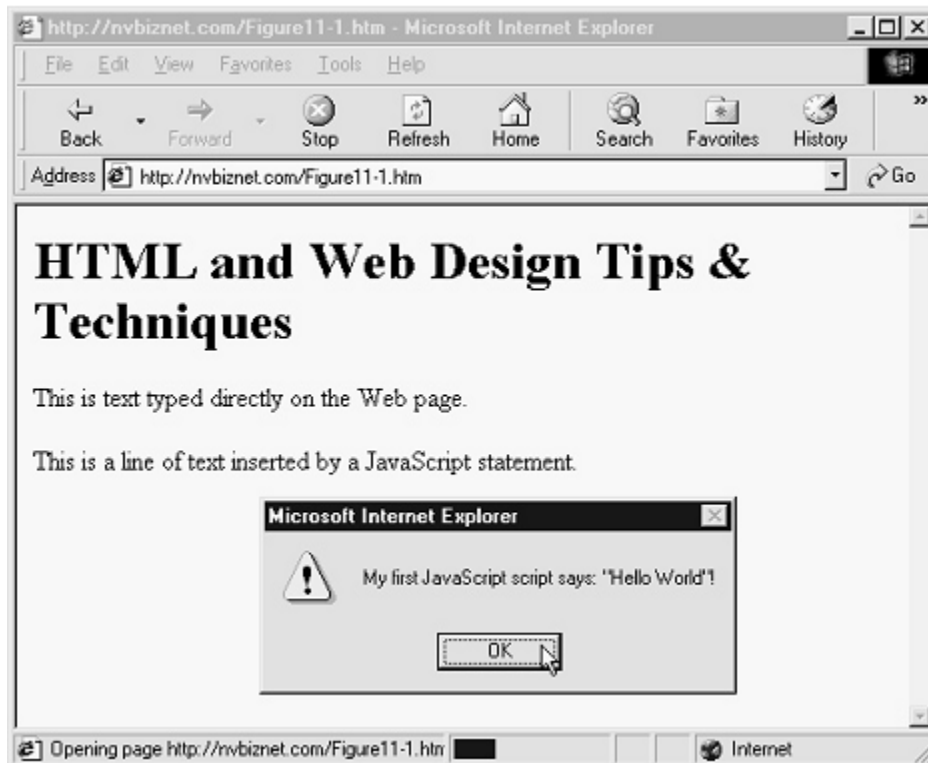 http://nvbiznet.com/Figure11-1.htm - Microsoft Internet Explorer
File Edit View Favorites Tools Help
Back Forward Stop Refresh Home Search Favorites History »
Address http://nvbiznet.com/Figure11-1.htm Go
HTML and Web Design Tips &
Techniques
This is text typed directly on the Web page.
This is a line of text inserted by a JavaScript statement.
Microsoft Internet Explorer
My first JavaScript script says: "Hello World"!
OK
Opening page http://nvbiznet.com/Figure11-1.htm Internet